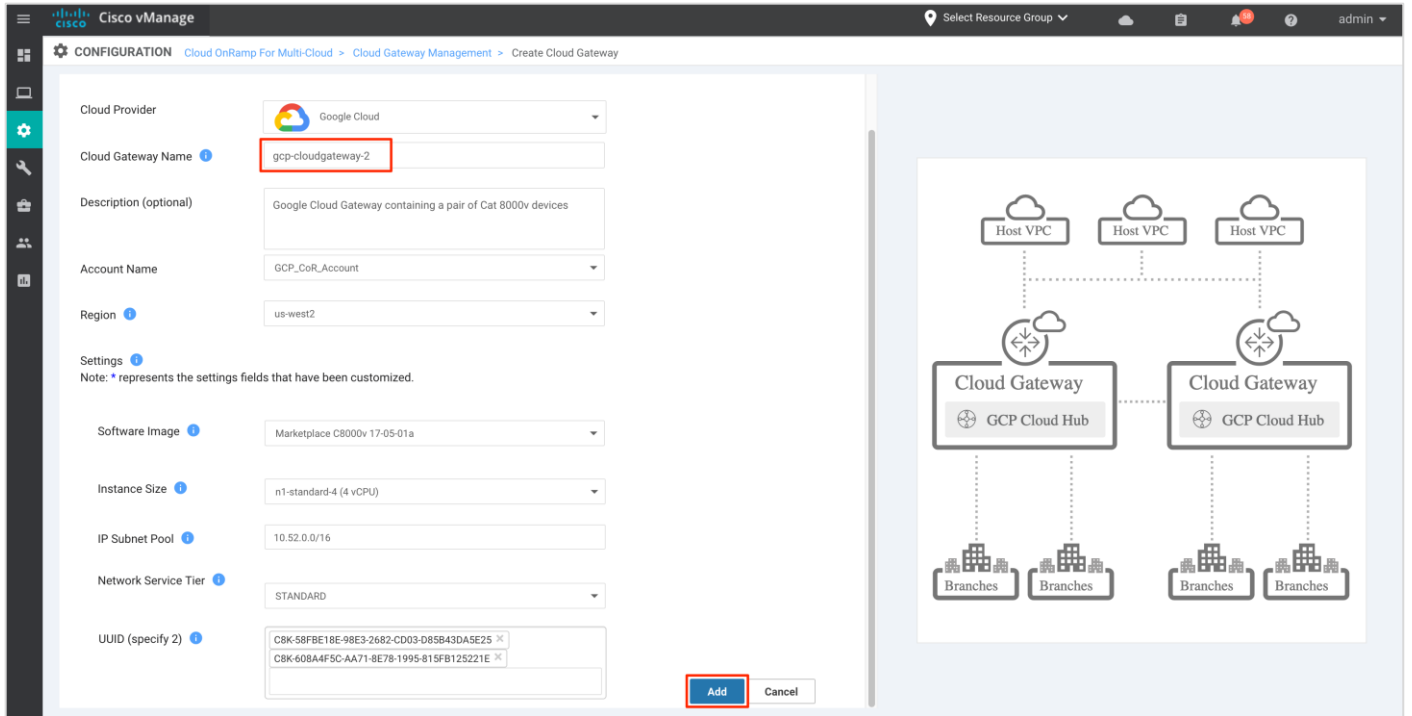 cisco Cisco vManage
Select Resource Group
58
admin
CONFIGURATION Cloud OnRamp For Multi-Cloud > Cloud Gateway Management > Create Cloud Gateway
Cloud Provider
Google Cloud
Cloud Gateway Name
gcp-cloudgateway-2
Description (optional)
Google Cloud Gateway containing a pair of Cat 8000v devices
Account Name
GCP_CoR_Account
Region
us-west2
Settings
Note: * represents the settings fields that have been customized.
Software Image
Marketplace C8000v 17-05-01a
Instance Size
n1-standard-4 (4 vCPU)
IP Subnet Pool
10.52.0.0/16
Network Service Tier
STANDARD
UUID (specify 2)
C8K-58FBE18E-98E3-2682-CD03-D85B43DA5E25
C8K-608A4F5C-AA71-8E78-1995-815FB125221E
Add
Cancel
Host VPC
Host VPC
Host VPC
Cloud Gateway
GCP Cloud Hub
Cloud Gateway
GCP Cloud Hub
Branches
Branches
Branches
Branches